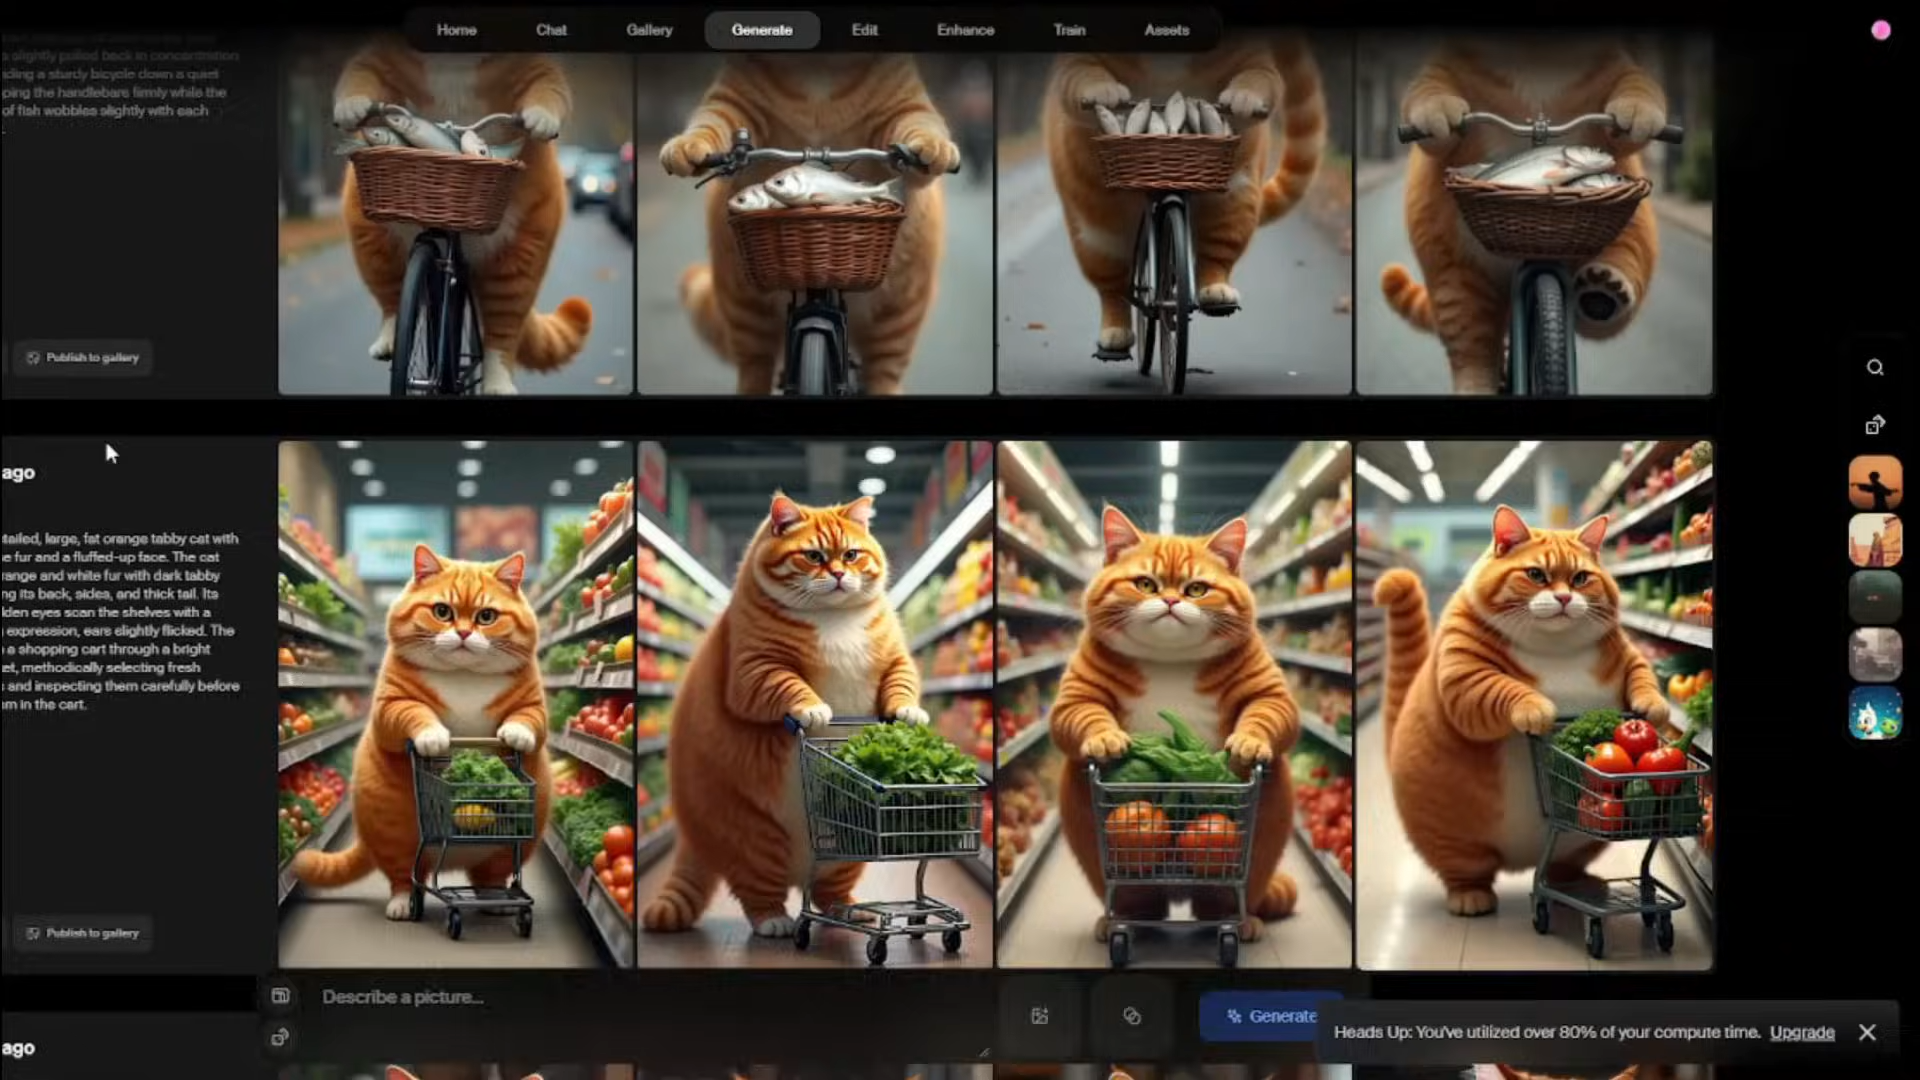 Home Chat Gallery Generate Edit Enhance Train Assets
s slightly pulled back in concentration
iding a sturdy bicycle down a quiet
ping the handlebars firmly while the
of fish wobbles slightly with each
Publish to gallery
ago
tailed, large, fat orange tabby cat with
e fur and a fluffed-up face. The cat
range and white fur with dark tabby
ng its back, sides, and thick tail. Its
lden eyes scan the shelves with a
expression, ears slightly flicked. The
a shopping cart through a bright
et, methodically selecting fresh
s and inspecting them carefully before
em in the cart.
Publish to gallery
Describe a picture...
Generate
Heads Up: You've utilized over 80% of your compute time. Upgrade
ago